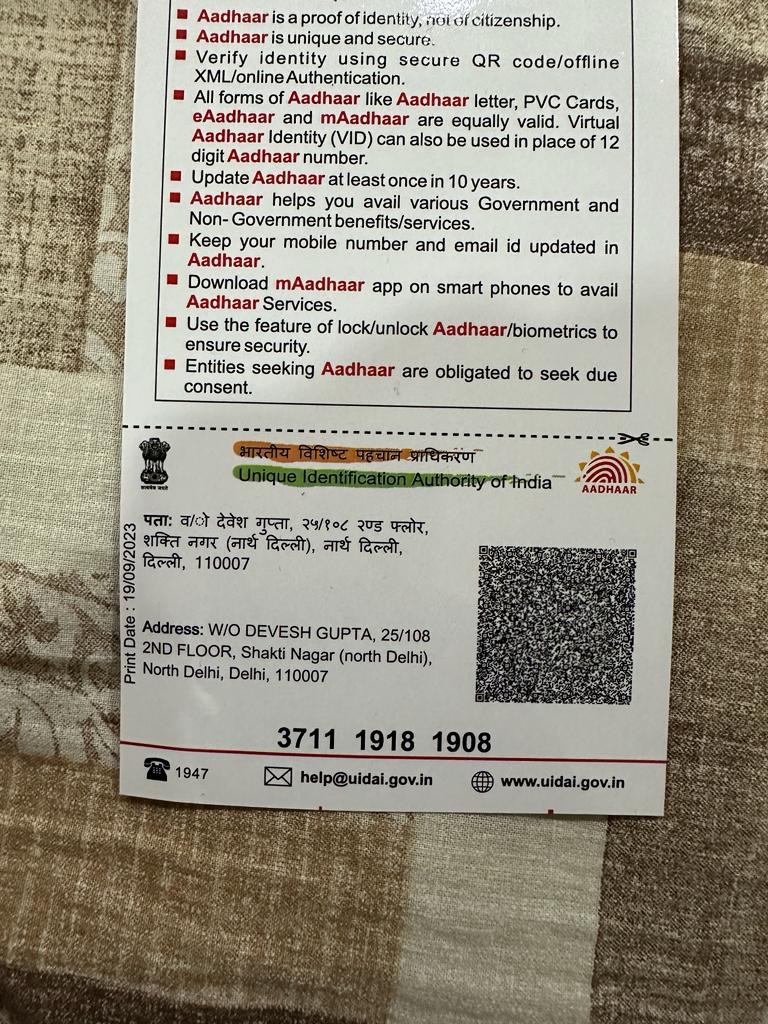 Aadhaar is a proof of identity, not of citizenship.
Aadhaar is unique and secure.
Verify identity using secure QR code/offline
XML/online Authentication.
All forms of Aadhaar like Aadhaar letter, PVC Cards,
eAadhaar and mAadhaar are equally valid. Virtual
Aadhaar Identity (VID) can also be used in place of 12
digit Aadhaar number.
Update Aadhaar at least once in 10 years.
Aadhaar helps you avail various Government and
Non- Government benefits/services.
Keep your mobile number and email id updated in
Aadhaar.
Download mAadhaar app on smart phones to avail
Aadhaar Services.
Use the feature of lock/unlock Aadhaar/biometrics to
ensure security.
Entities seeking Aadhaar are obligated to seek due
consent.
भारतीय विशिष्ट पहचान प्राधिकरण
Unique Identification Authority of India
AADHAAR
सत्यमेव जयते
Print Date : 19/09/2023
पता: व/ो देवेश गुप्ता, २५/१०८ २ण्ड फ्लोर,
शक्ति नगर (नार्थ दिल्ली), नार्थ दिल्ली,
दिल्ली, 110007
Address: W/O DEVESH GUPTA, 25/108
2ND FLOOR, Shakti Nagar (north Delhi),
North Delhi, Delhi, 110007
3711 1918 1908
1947
help@uidai.gov.in
www.uidai.gov.in